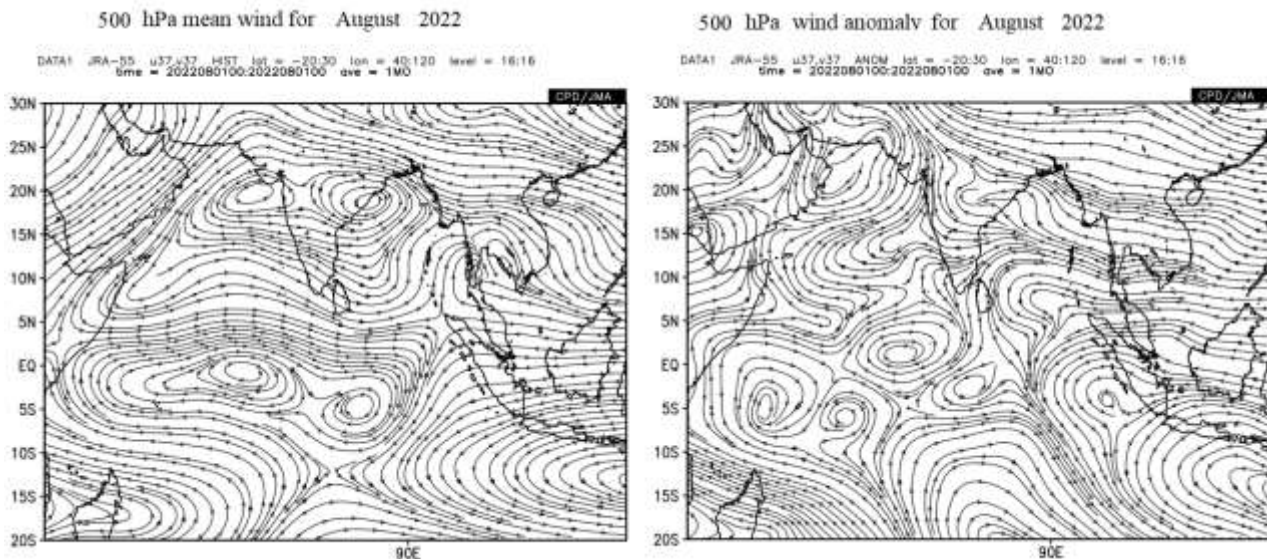 500 hPa mean wind for August 2022
DATA1 JRA-55 u37,v37 HIST lat = -20:30 lon = 40:120 level = 16:16
time = 2022080100:2022080100 ave = 1MO
CPD/JMA
30N
25N
20N
15N
10N
5N
EQ
5S
10S
15S
20S
90E
500 hPa wind anomalv for August 2022
DATA1 JRA-55 u37,v37 ANOM lat = -20:30 lon = 40:120 level = 16:16
time = 2022080100:2022080100 ave = 1MO
CPD/JMA
30N
25N
20N
15N
10N
5N
EQ
5S
10S
15S
20S
90E